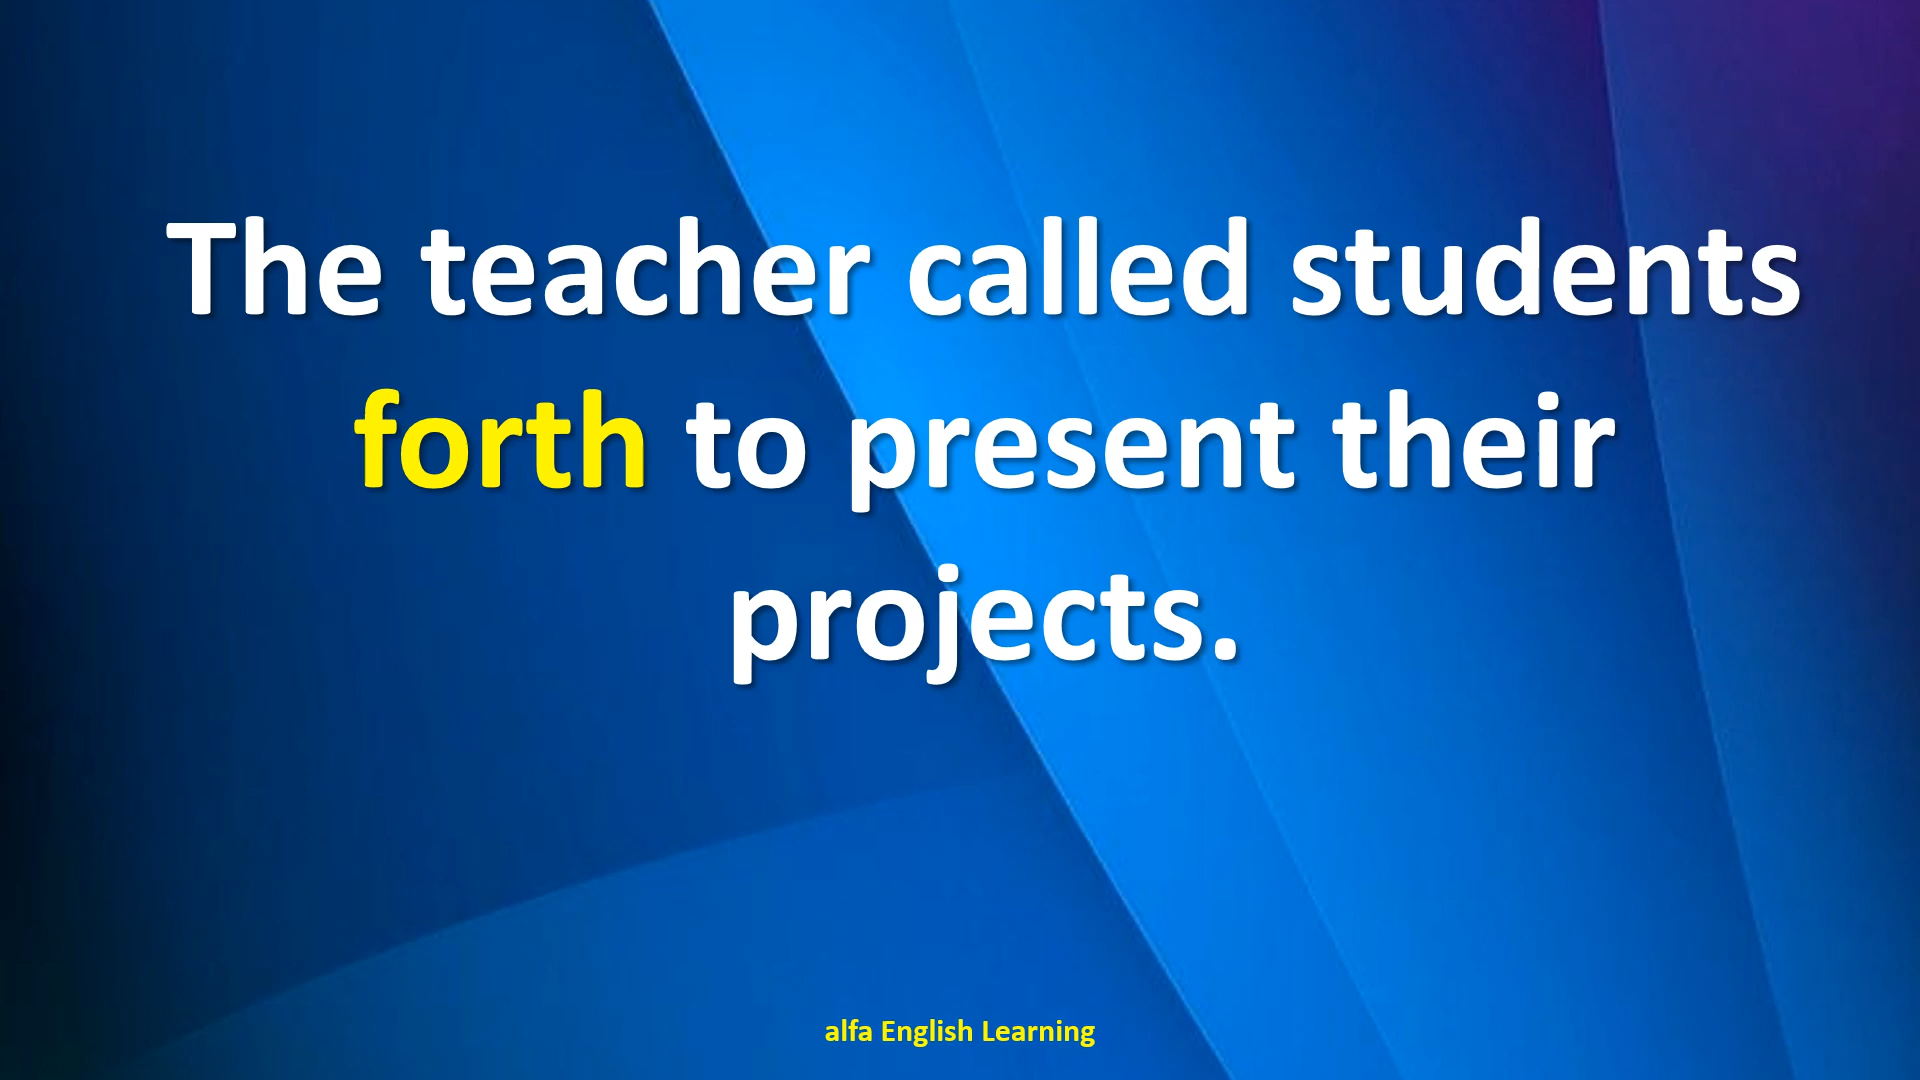 The teacher called students
forth to present their
projects.
alfa English Learning